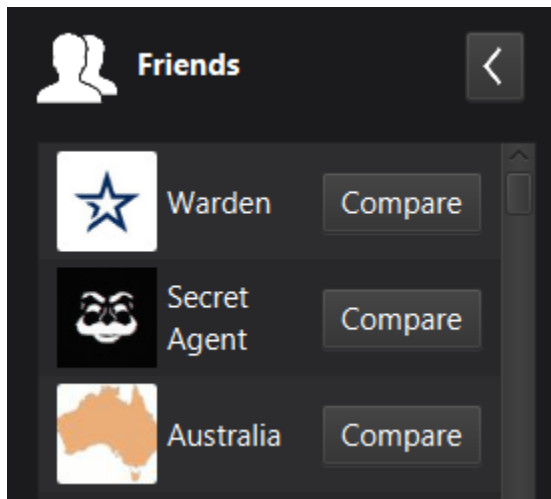 Friends
Warden
Compare
Secret
Agent
Compare
Australia
Compare